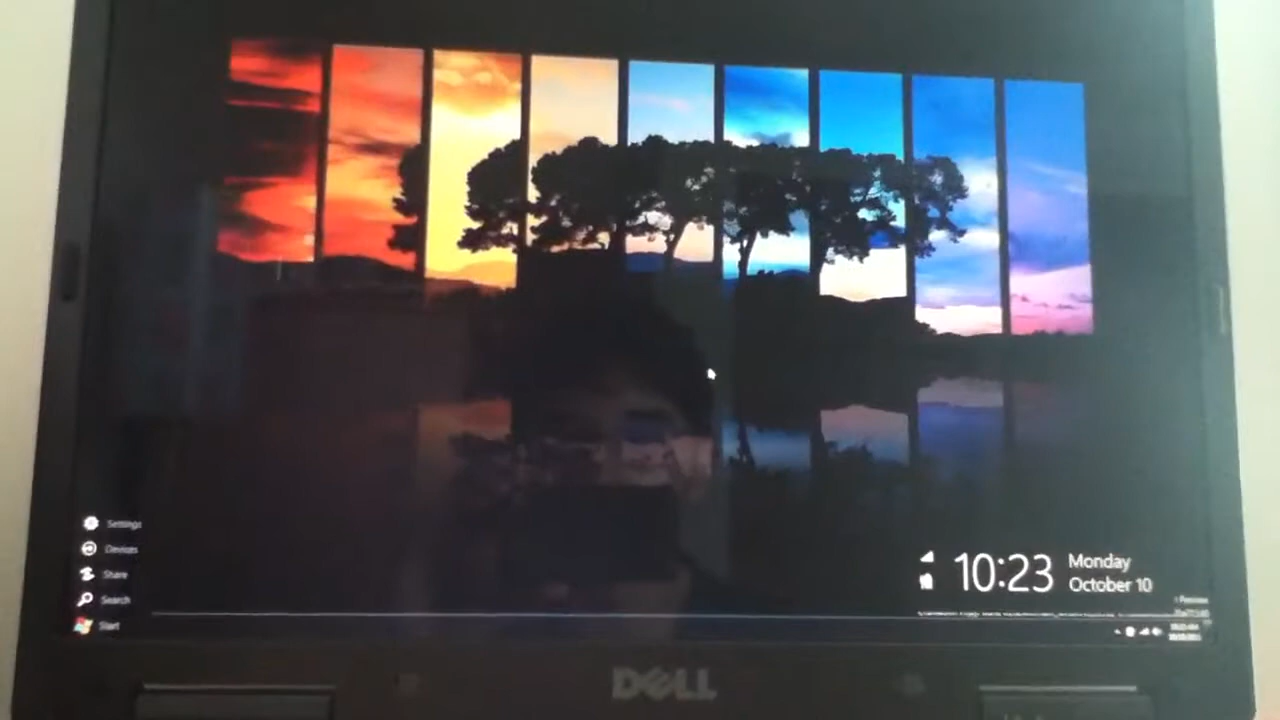 Settings
Devices
Share
Search
Start
10:23
Monday
October 10
DELL